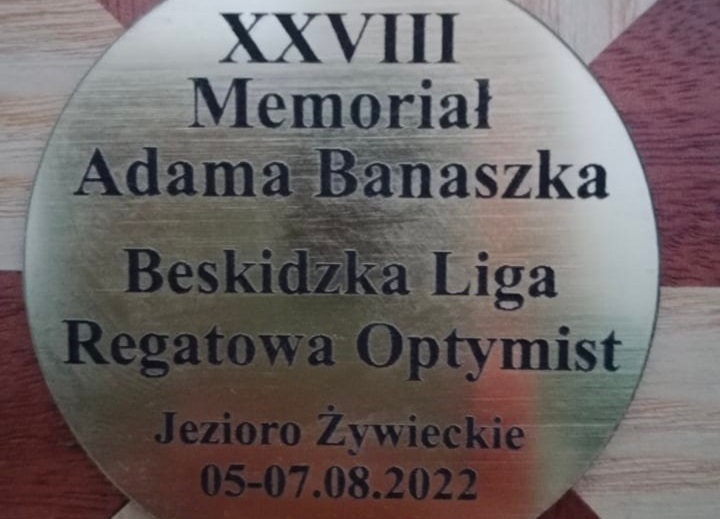 XXVIII
Memoriał
Adama Banaszka
Beskidzka Liga
Regatowa Optymist
Jezioro Żywieckie
05-07.08.2022